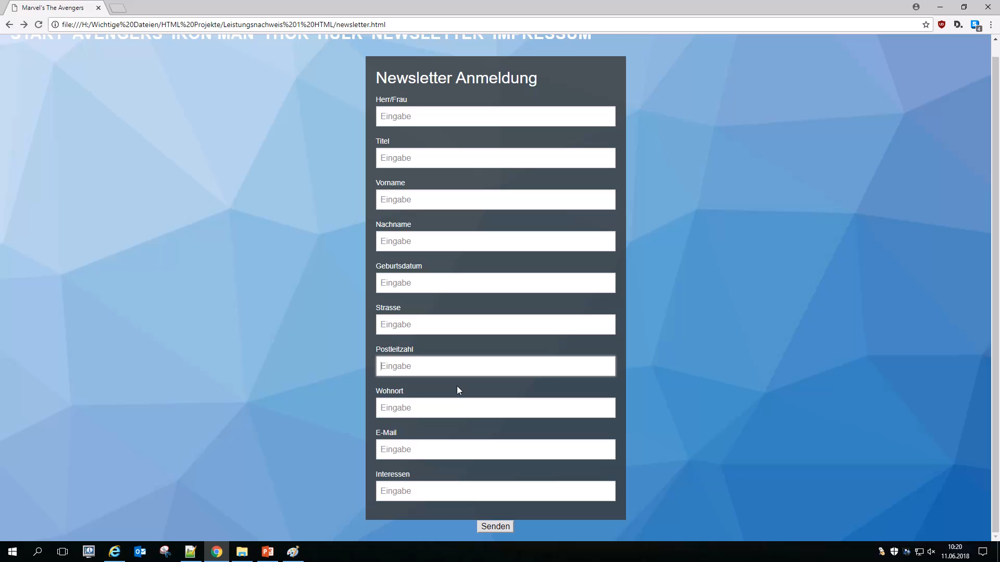 Marvel's The Avengers
file:///H:/Wichtige%20Dateien/HTML%20Projekte/Leistungsnachweis%201%20HTML/newsletter.html
4
START AVENGERS IRON MAN THOR HULK NEWSLETTER IMPRESSUM
Newsletter Anmeldung
Herr/Frau
Eingabe
Titel
Eingabe
Vorname
Eingabe
Nachname
Eingabe
Geburtsdatum
Eingabe
Strasse
Eingabe
Postleitzahl
Eingabe
Wohnort
Eingabe
E-Mail
Eingabe
Interessen
Eingabe
Senden
10:20
11.06.2018